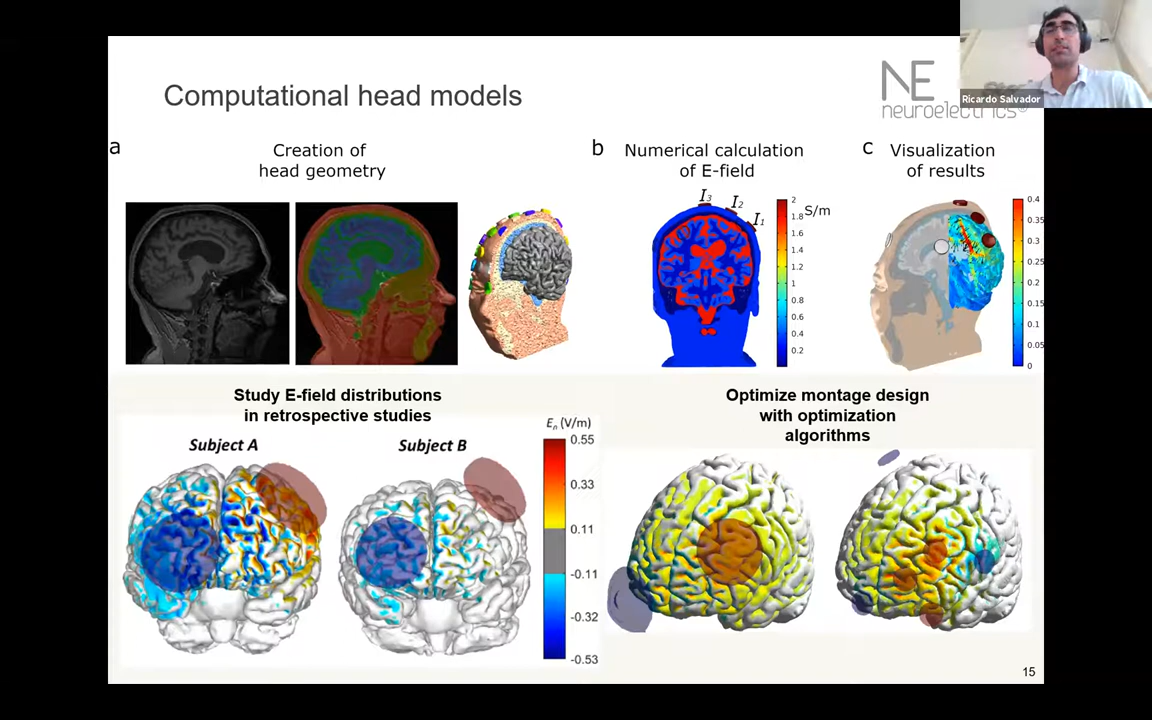 Computational head models
NE
neuroelectrics
Ricardo Salvador
a
Creation of
head geometry
b
Numerical calculation
of E-field
c
Visualization
of results
I₃
I₂
I₁
2
S/m
1.8
1.6
1.4
1.2
1
0.8
0.6
0.4
0.2
0.4
0.35
0.3
0.25
0.2
0.15
0.1
0.05
0
Study E-field distributions
in retrospective studies
Subject A
Subject B
Eₙ (V/m)
0.55
0.33
0.11
-0.11
-0.32
-0.53
Optimize montage design
with optimization
algorithms
15